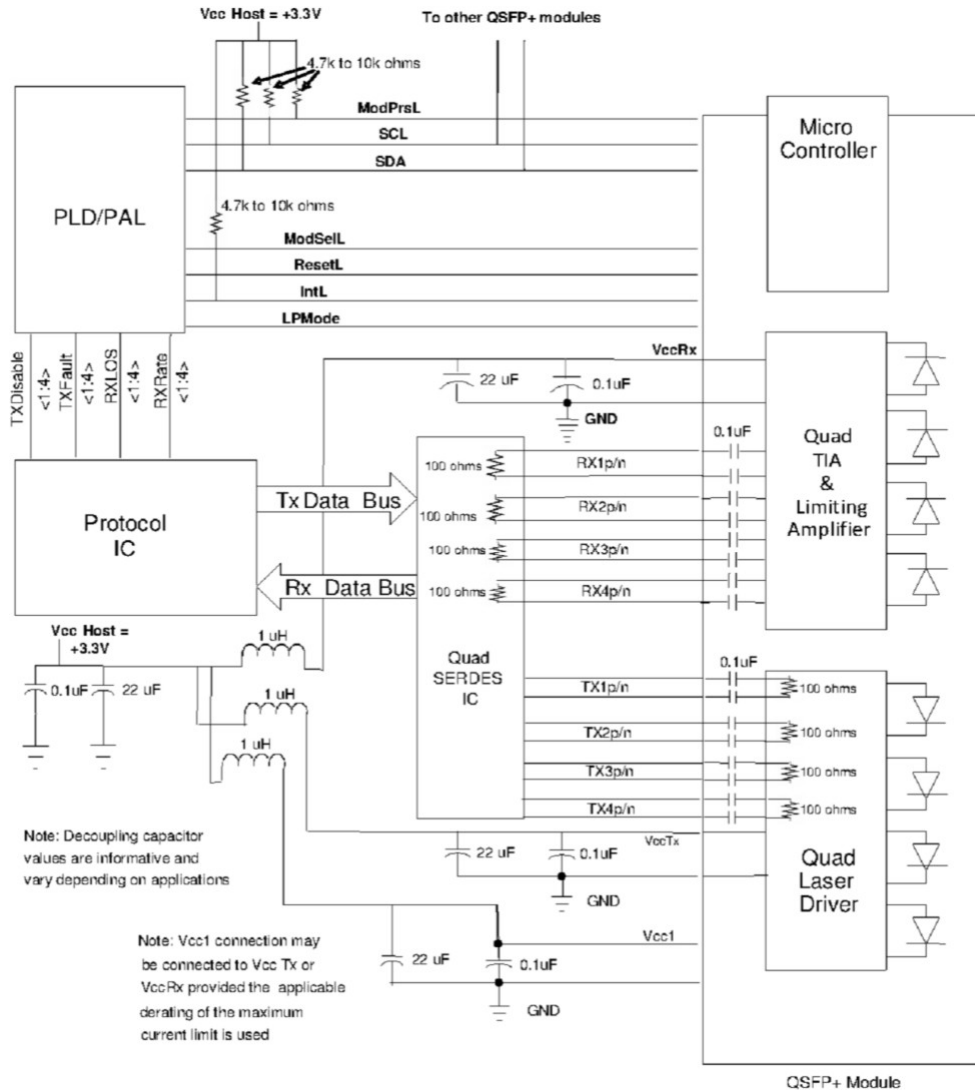 Vcc Host = +3.3V
To other QSFP+ modules
4.7k to 10k ohms
ModPrsL
SCL
SDA
PLD/PAL
4.7k to 10k ohms
ModSelL
ResetL
IntL
LPMode
Micro
Controller
TXDisable
<1:4>
TXFault
<1:4>
RXLOS
<1:4>
RXRate
<1:4>
VccRx
22 uF
0.1uF
GND
Protocol
IC
Tx Data Bus
Rx Data Bus
100 ohms
100 ohms
100 ohms
100 ohms
RX1p/n
RX2p/n
RX3p/n
RX4p/n
0.1uF
Quad
TIA
&
Limiting
Amplifier
Vcc Host =
+3.3V
0.1uF
22 uF
1 uH
1 uH
1 uH
Quad
SERDES
IC
TX1p/n
TX2p/n
TX3p/n
TX4p/n
0.1uF
100 ohms
100 ohms
100 ohms
100 ohms
Quad
Laser
Driver
VccTx
22 uF
0.1uF
GND
Note: Decoupling capacitor
values are informative and
vary depending on applications
Vcc1
22 uF
0.1uF
GND
Note: Vcc1 connection may
be connected to Vcc Tx or
VccRx provided the applicable
derating of the maximum
current limit is used
QSFP+ Module